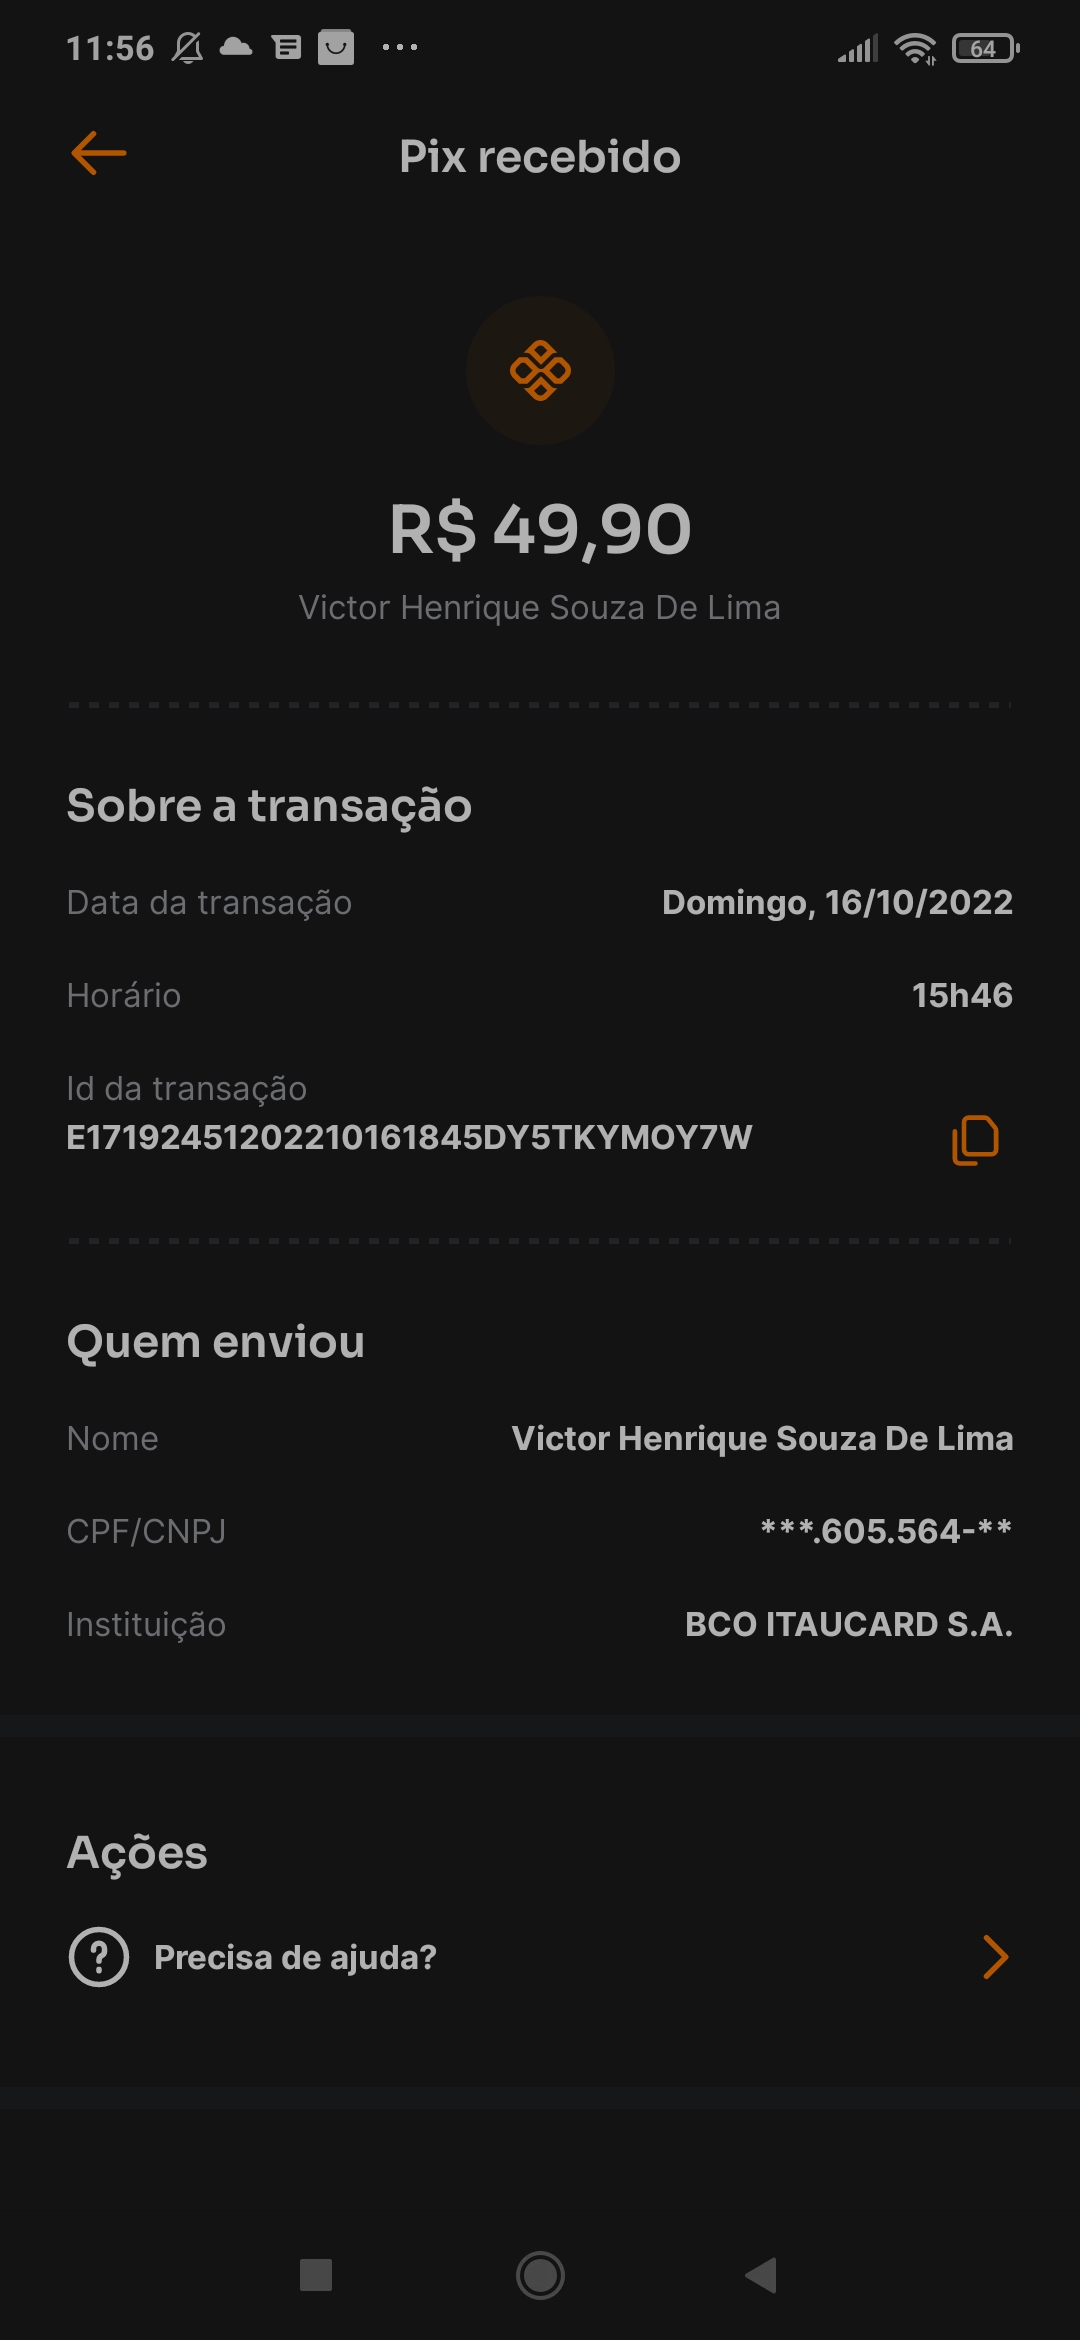 11:56
64
Pix recebido
R$ 49,90
Victor Henrique Souza De Lima
Sobre a transação
Data da transação Domingo, 16/10/2022
Horário 15h46
Id da transação
E17192451202210161845DY5TKYMOY7W
Quem enviou
Nome Victor Henrique Souza De Lima
CPF/CNPJ ***.605.564-**
Instituição BCO ITAUCARD S.A.
Ações
Precisa de ajuda?